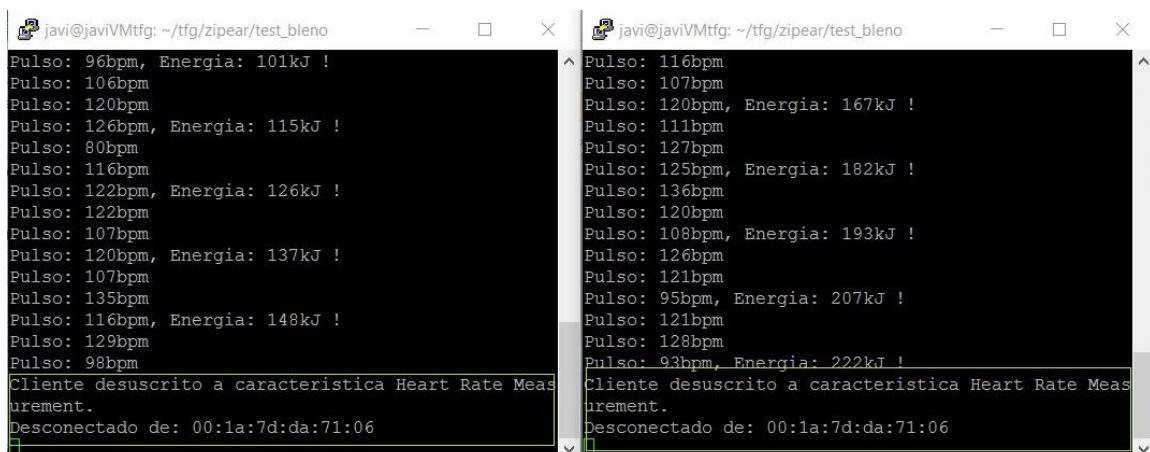 javi@javiVMtfg: ~/tfg/zipear/test_bleno
Pulso: 96bpm, Energia: 101kJ !
Pulso: 106bpm
Pulso: 120bpm
Pulso: 126bpm, Energia: 115kJ !
Pulso: 80bpm
Pulso: 116bpm
Pulso: 122bpm, Energia: 126kJ !
Pulso: 122bpm
Pulso: 107bpm
Pulso: 120bpm, Energia: 137kJ !
Pulso: 107bpm
Pulso: 135bpm
Pulso: 116bpm, Energia: 148kJ !
Pulso: 129bpm
Pulso: 98bpm
Cliente desuscrito a caracteristica Heart Rate Meas
urement.
Desconectado de: 00:1a:7d:da:71:06
javi@javiVMtfg: ~/tfg/zipear/test_bleno
Pulso: 116bpm
Pulso: 107bpm
Pulso: 120bpm, Energia: 167kJ !
Pulso: 111bpm
Pulso: 127bpm
Pulso: 125bpm, Energia: 182kJ !
Pulso: 136bpm
Pulso: 120bpm
Pulso: 108bpm, Energia: 193kJ !
Pulso: 126bpm
Pulso: 121bpm
Pulso: 95bpm, Energia: 207kJ !
Pulso: 121bpm
Pulso: 128bpm
Pulso: 93bpm, Energia: 222kJ !
Cliente desuscrito a caracteristica Heart Rate Meas
urement.
Desconectado de: 00:1a:7d:da:71:06